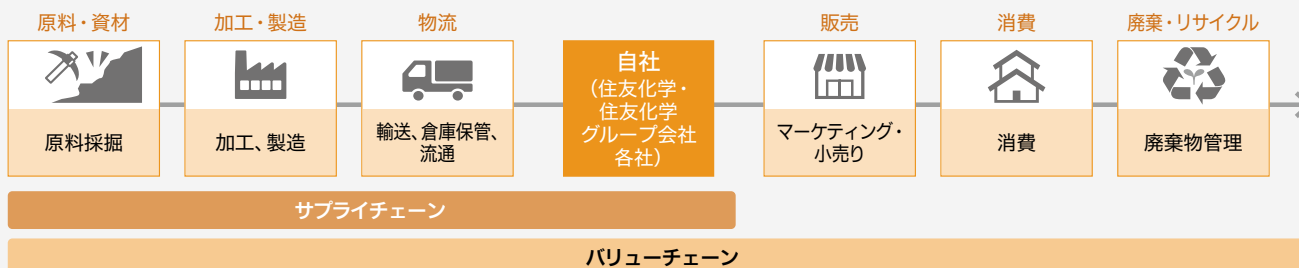 原料・資材
加工・製造
物流
販売
消費
廃棄・リサイクル
原料採掘
加工、製造
輸送、倉庫保管、
流通
自社
（住友化学・
住友化学
グループ会社
各社）
マーケティング・
小売り
消費
廃棄物管理
サプライチェーン
バリューチェーン